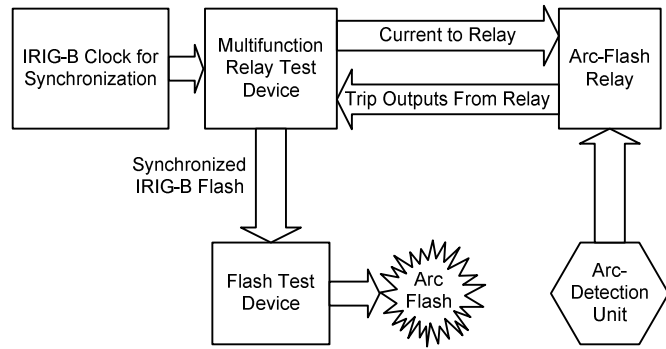 IRIG-B Clock for
Synchronization
Multifunction
Relay Test
Device
Current to Relay
Trip Outputs From Relay
Arc-Flash
Relay
Synchronized
IRIG-B Flash
Flash Test
Device
Arc
Flash
Arc-
Detection
Unit